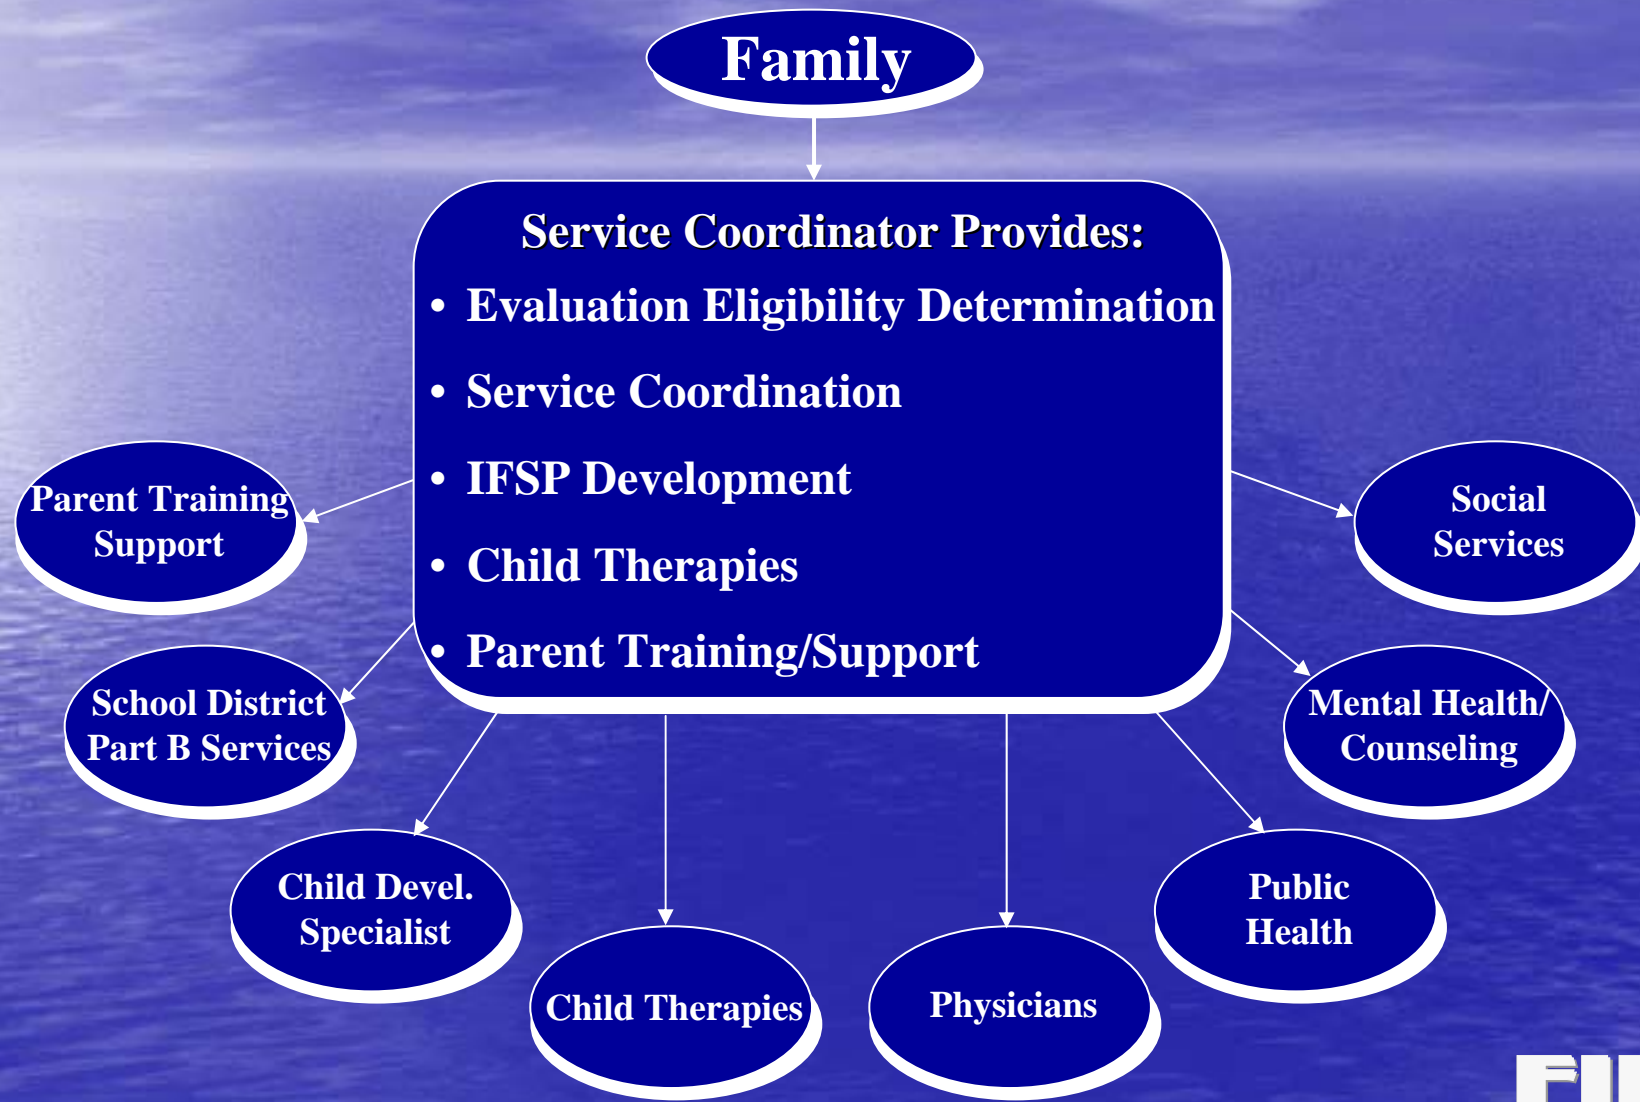 Family
Service Coordinator Provides:
• Evaluation Eligibility Determination
• Service Coordination
• IFSP Development
• Child Therapies
• Parent Training/Support
Parent Training
Support
School District
Part B Services
Child Devel.
Specialist
Child Therapies
Physicians
Public
Health
Mental Health/
Counseling
Social
Services